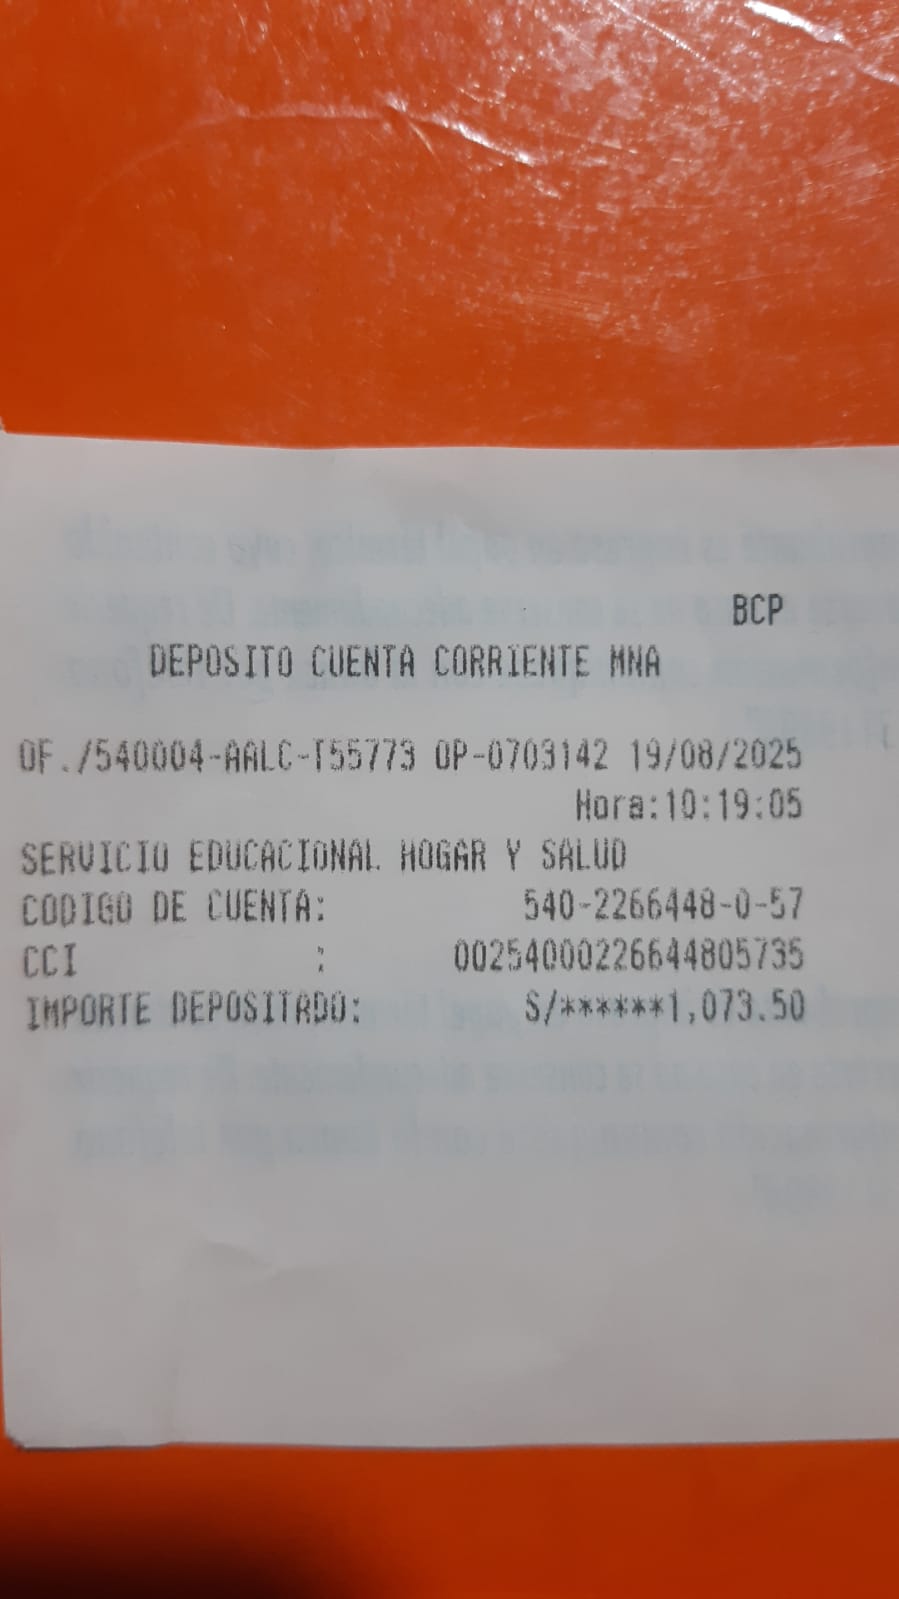 BCP
DEPOSITO CUENTA CORRIENTE MNA
OF./540004-AALC-T55773 OP-0703142 19/08/2025
Hora:10:19:05
SERVICIO EDUCACIONAL HOGAR Y SALUD
CODIGO DE CUENTA: 540-2266448-0-57
CCI : 00254000226644805735
IMPORTE DEPOSITADO: S/******1,073.50